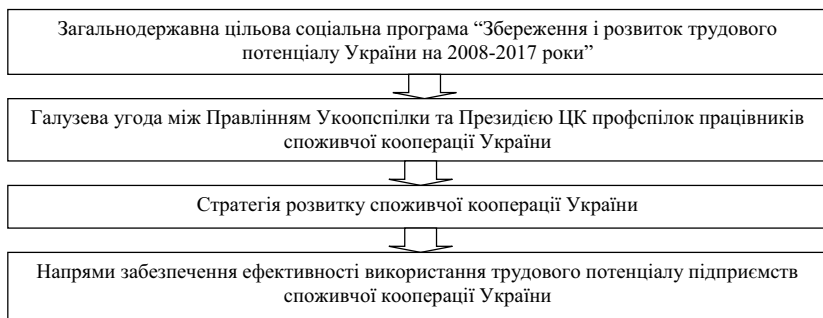 Загальнодержавна цільова соціальна програма “Збереження і розвиток трудового
потенціалу України на 2008-2017 роки”
Галузева угода між Правлінням Укоопспілки та Президією ЦК профспілок працівників
споживчої кооперації України
Стратегія розвитку споживчої кооперації України
Напрями забезпечення ефективності використання трудового потенціалу підприємств
споживчої кооперації України